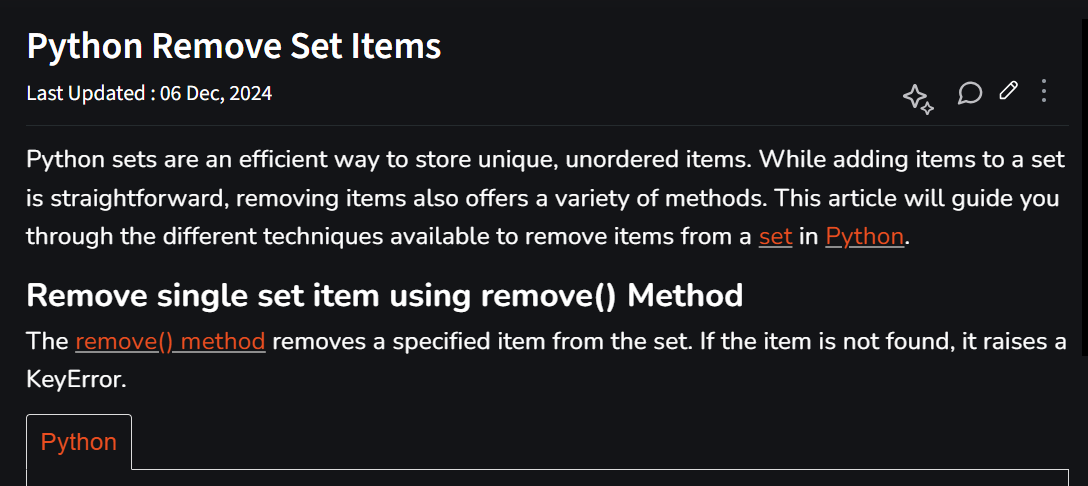 Python Remove Set Items
Last Updated : 06 Dec, 2024
Python sets are an efficient way to store unique, unordered items. While adding items to a set
is straightforward, removing items also offers a variety of methods. This article will guide you
through the different techniques available to remove items from a set in Python.
Remove single set item using remove() Method
The remove() method removes a specified item from the set. If the item is not found, it raises a
KeyError.
Python